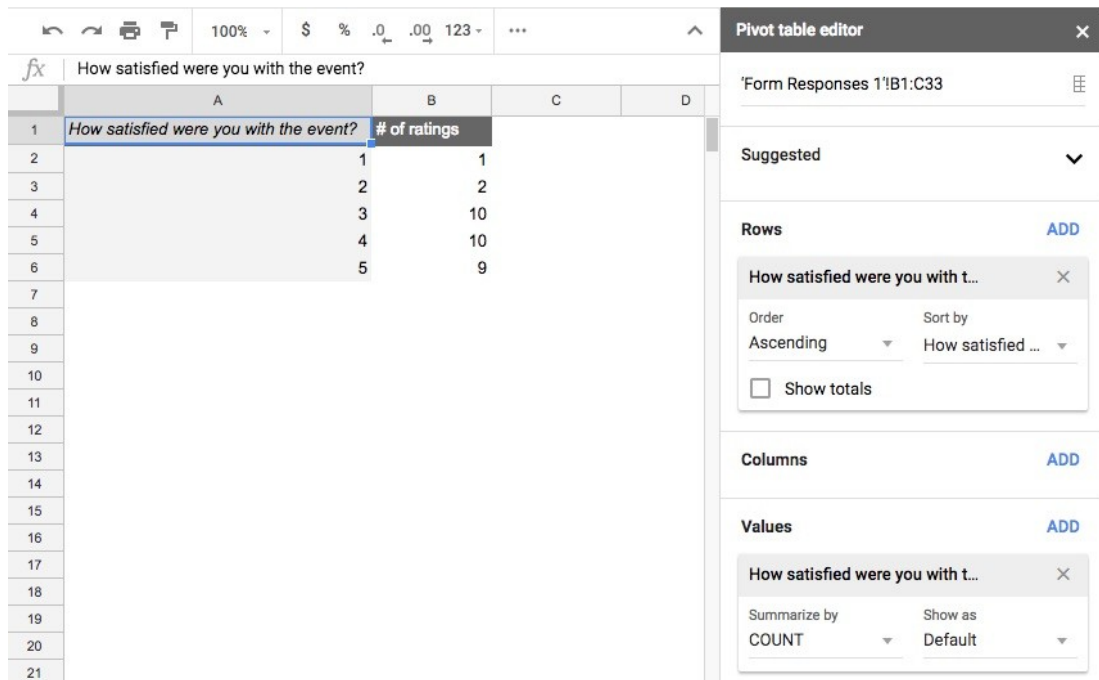 100% $ % .0 .00 123 ...
Pivot table editor
fx How satisfied were you with the event?
'Form Responses 1'!B1:C33
A B C D
1 How satisfied were you with the event? # of ratings
2 1 1
3 2 2
4 3 10
5 4 10
6 5 9
7
8
9
10
11
12
13
14
15
16
17
18
19
20
21
Suggested
Rows ADD
How satisfied were you with t...
Order Sort by
Ascending How satisfied ...
Show totals
Columns ADD
Values ADD
How satisfied were you with t...
Summarize by Show as
COUNT Default